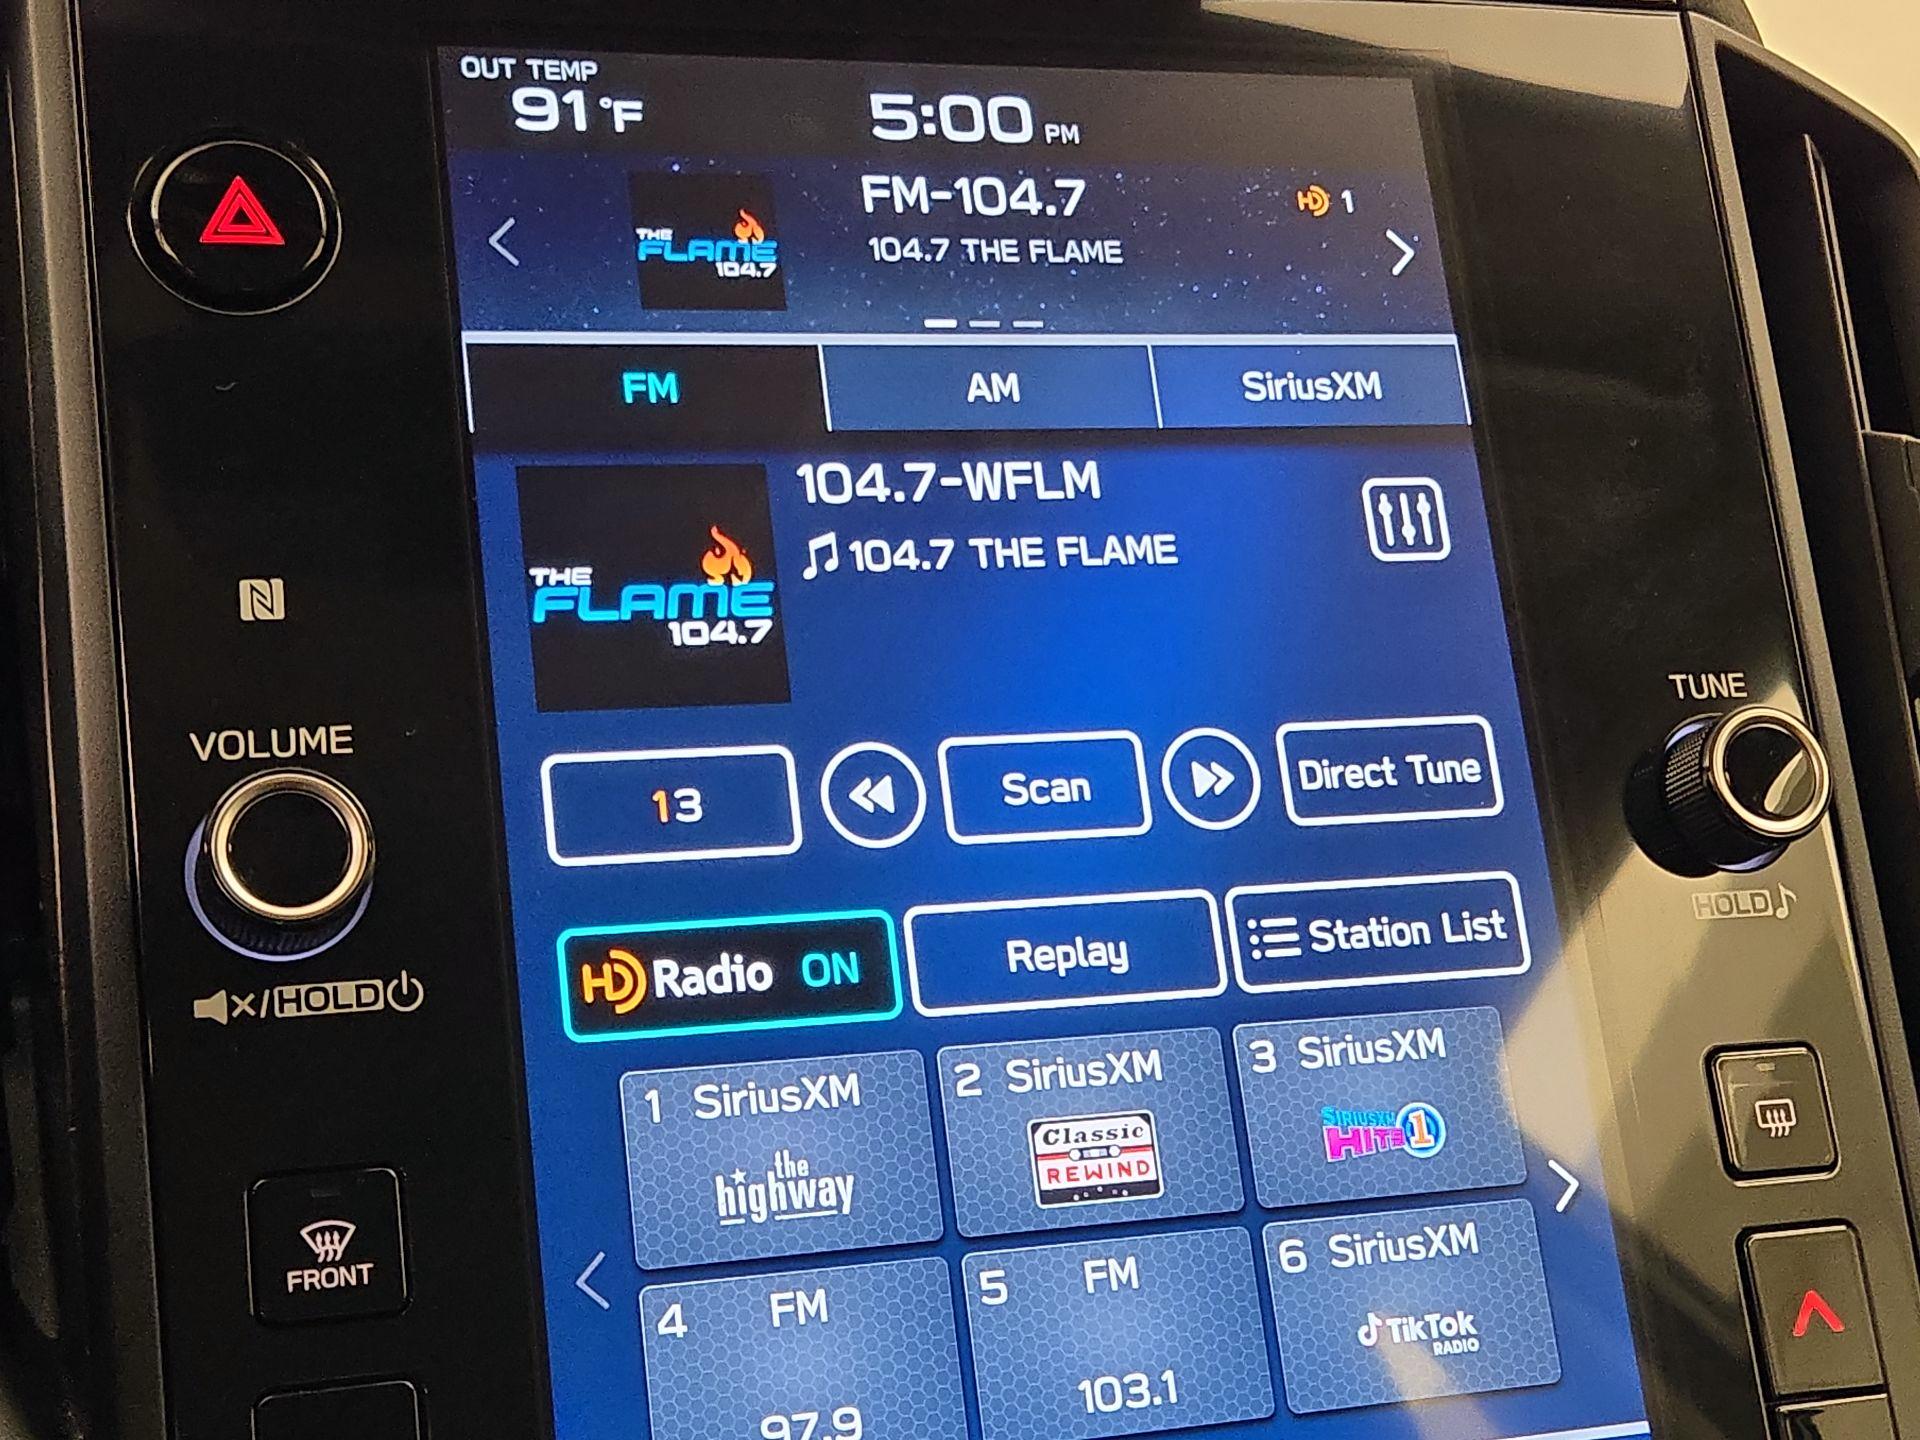 OUT TEMP
91°F
5:00 PM
THE
FLAME
104.7
FM-104.7
HD 1
104.7 THE FLAME
FM
AM
SiriusXM
THE
FLAME
104.7
104.7-WFLM
104.7 THE FLAME
VOLUME
TUNE
13
Scan
Direct Tune
HOLD
HD Radio ON
Replay
Station List
/HOLD
1 SiriusXM
the
highway
2 SiriusXM
Classic
REWIND
3 SiriusXM
SIRIUSXM
HITS 1
FRONT
4 FM
97.9
5 FM
103.1
6 SiriusXM
TikTok
RADIO